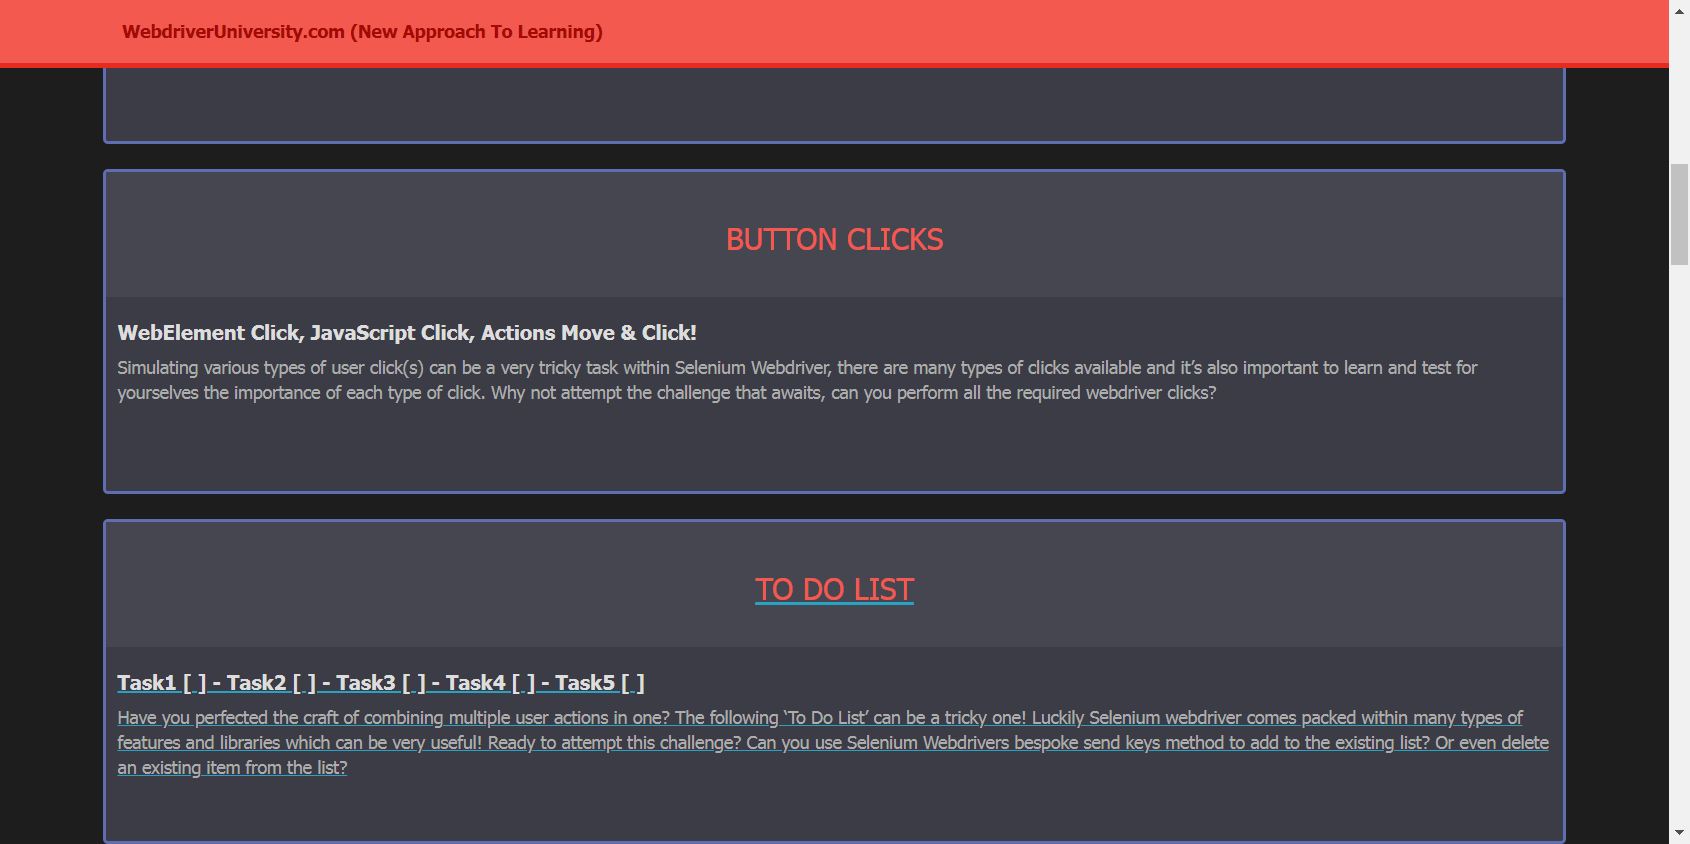 WebdriverUniversity.com (New Approach To Learning)
BUTTON CLICKS
WebElement Click, JavaScript Click, Actions Move & Click!
Simulating various types of user click(s) can be a very tricky task within Selenium Webdriver, there are many types of clicks available and it’s also important to learn and test for
yourselves the importance of each type of click. Why not attempt the challenge that awaits, can you perform all the required webdriver clicks?
TO DO LIST
Task1 [ ] - Task2 [ ] - Task3 [ ] - Task4 [ ] - Task5 [ ]
Have you perfected the craft of combining multiple user actions in one? The following ‘To Do List’ can be a tricky one! Luckily Selenium webdriver comes packed within many types of
features and libraries which can be very useful! Ready to attempt this challenge? Can you use Selenium Webdrivers bespoke send keys method to add to the existing list? Or even delete
an existing item from the list?